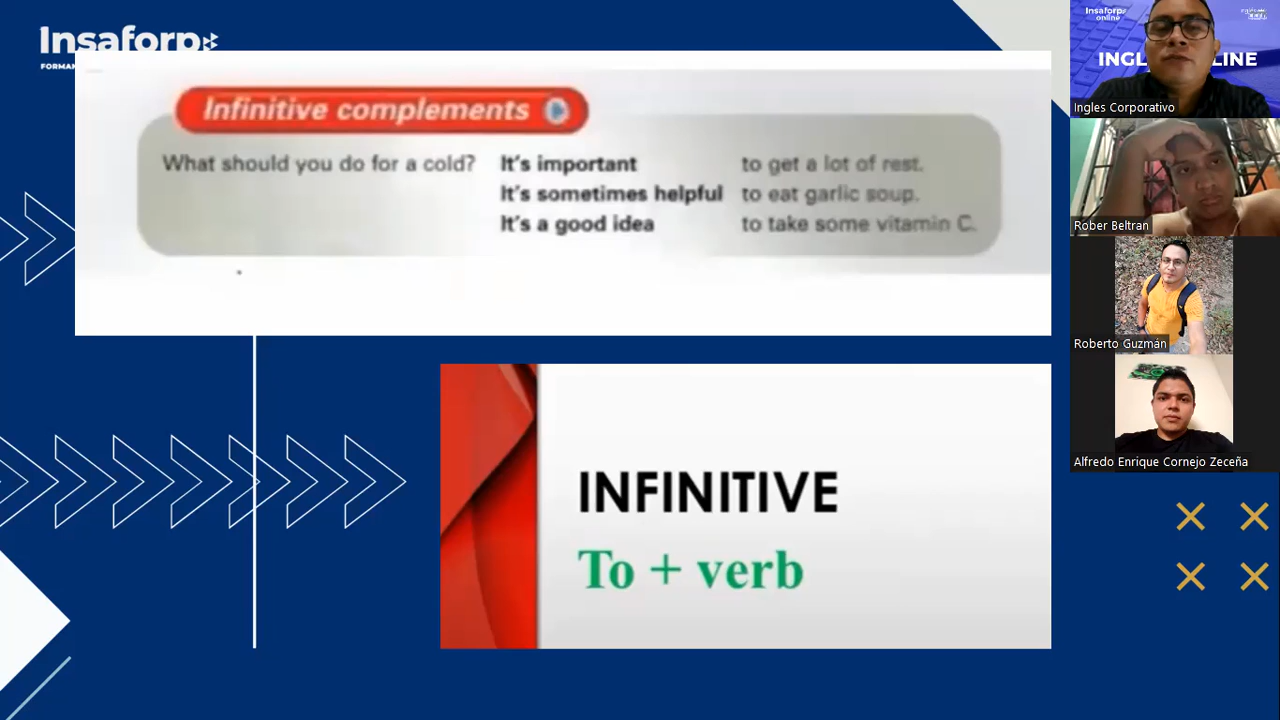 Insaforp
Infinitive complements
What should you do for a cold? It's important to get a lot of rest.
It's sometimes helpful to eat garlic soup.
It's a good idea to take some vitamin C.
INFINITIVE
To + verb
Insaforp
online
Ingles Corporativo
Rober Beltran
Roberto Guzmán
Alfredo Enrique Cornejo Zeceña